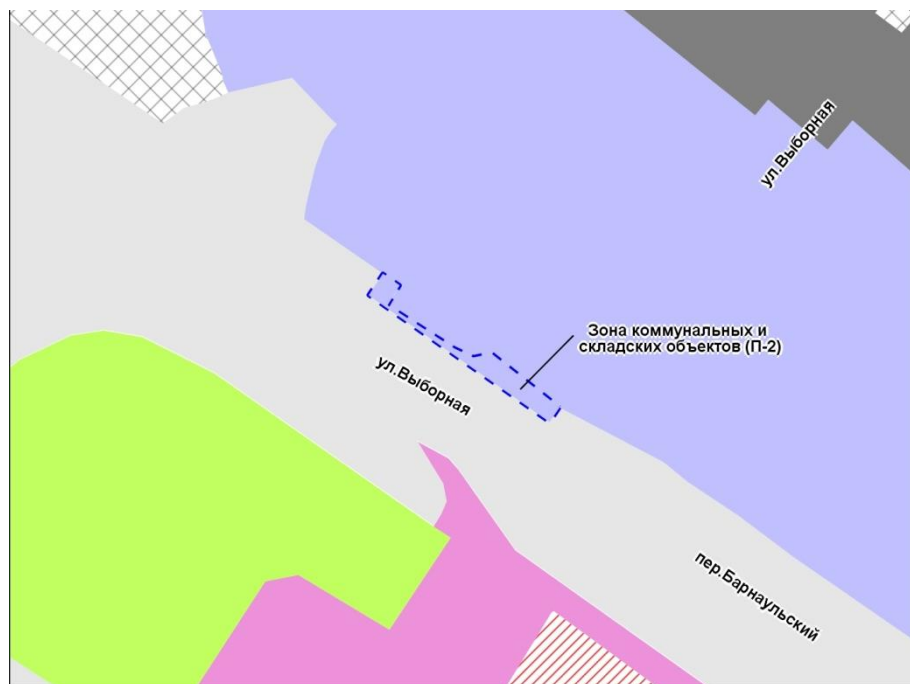 ул.Выборная
Зона коммунальных и
складских объектов (П-2)
ул.Выборная
пер.Барнаульский